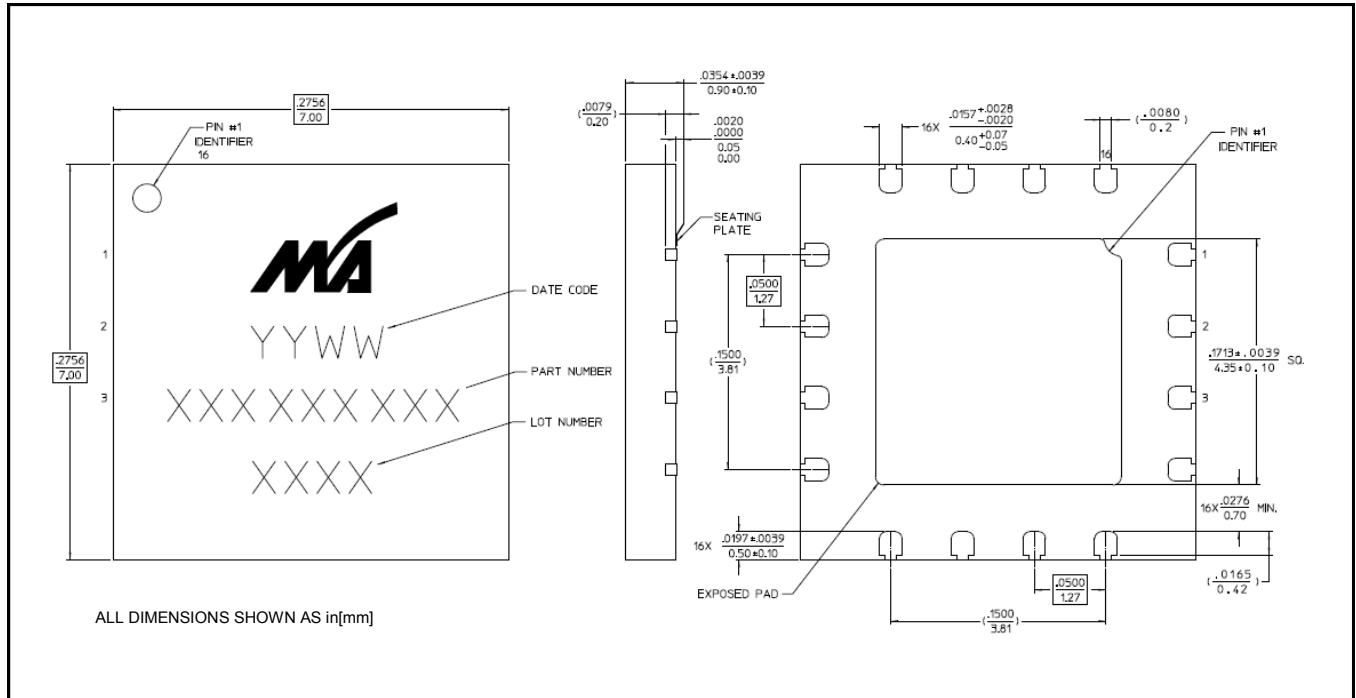 .2756
7.00
PIN #1
IDENTIFIER
16
1
2
3
.2756
7.00
MA
YYWW
XXX XXX XXX
XXXX
DATE CODE
PART NUMBER
LOT NUMBER
ALL DIMENSIONS SHOWN AS in[mm]
.0354±.0039
0.90±0.10
(.0079
0.20)
.0020
.0000
0.05
0.00
SEATING
PLATE
16X .0157+.0028
-.0020
0.40+0.07
-0.05
(.0080
0.2)
16
PIN #1
IDENTIFIER
.0500
1.27
(.1500
3.81)
1
2
3
.1713±.0039
4.35±0.10 SQ.
16X .0276
0.70 MIN.
(.0165
0.42)
16X .0197±.0039
0.50±0.10
EXPOSED PAD
.0500
1.27
(.1500
3.81)